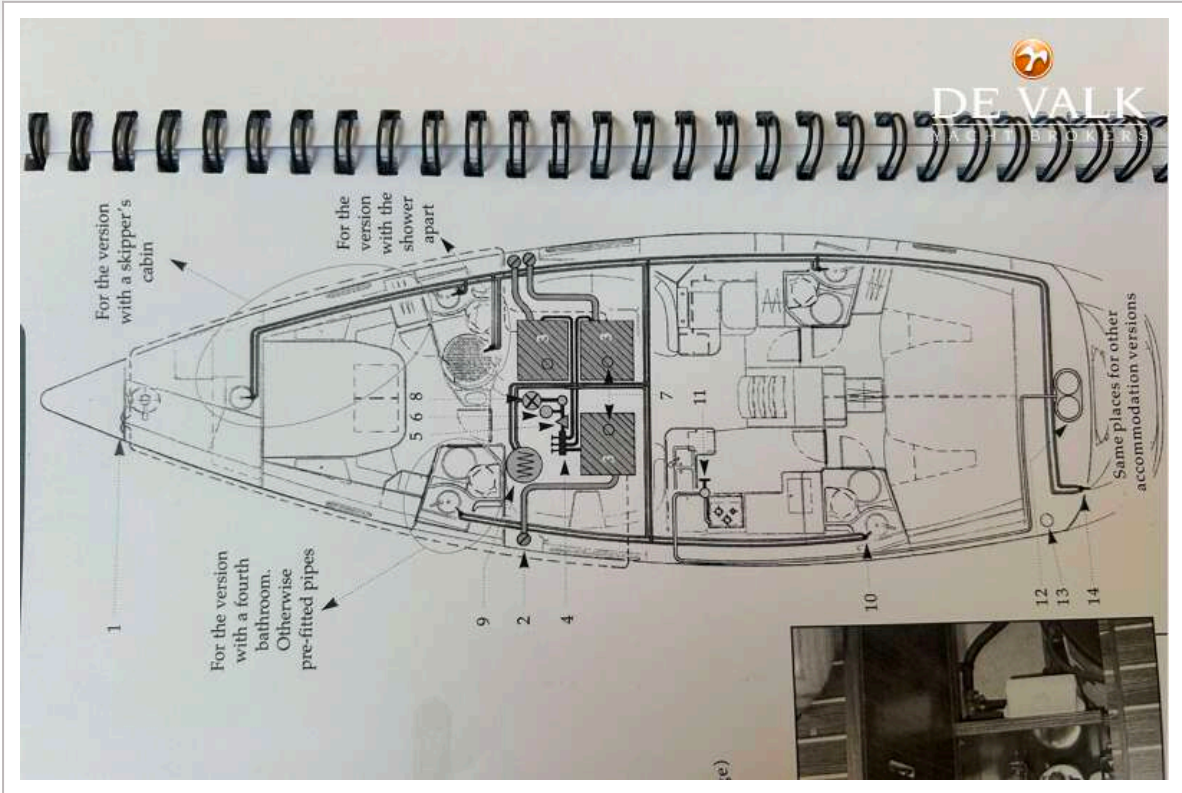 DE VALK
YACHT BROKERS
For the version
with a skipper's
cabin
For the
version
with the
shower
apart
1
5 6 8
3
3
3
7
11
For the version
with a fourth
bathroom.
Otherwise
pre-fitted pipes
9
2
4
10
12
13
14
Same places for other
accommodation versions
ge)